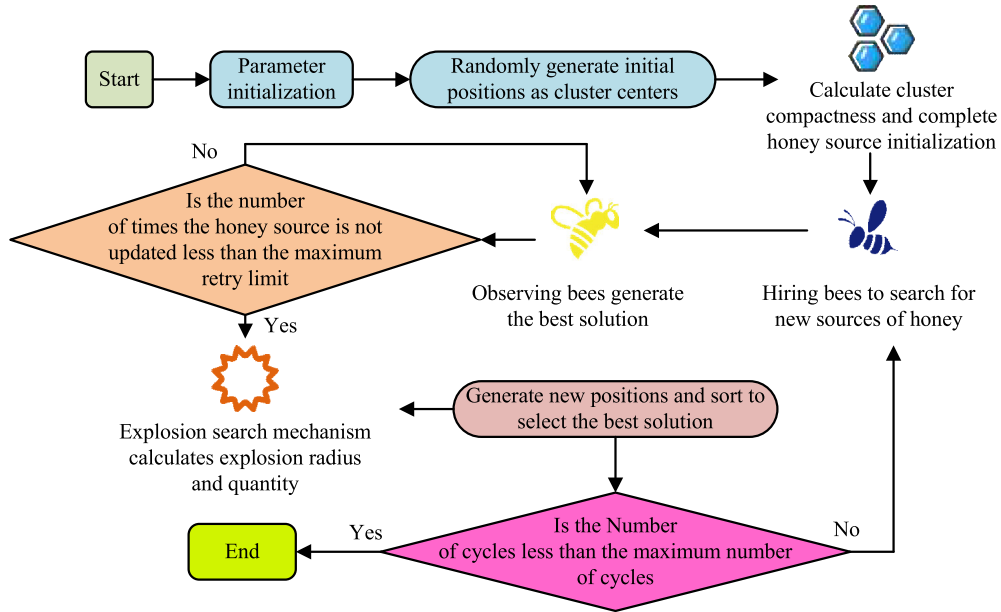 Start
Parameter
initialization
Randomly generate initial
positions as cluster centers
Calculate cluster
compactness and complete
honey source initialization
No
Is the number
of times the honey source is not
updated less than the maximum
retry limit
Observing bees generate
the best solution
Hiring bees to search for
new sources of honey
Yes
Explosion search mechanism
calculates explosion radius
and quantity
Generate new positions and sort to
select the best solution
End
Yes
Is the Number
of cycles less than the maximum number
of cycles
No